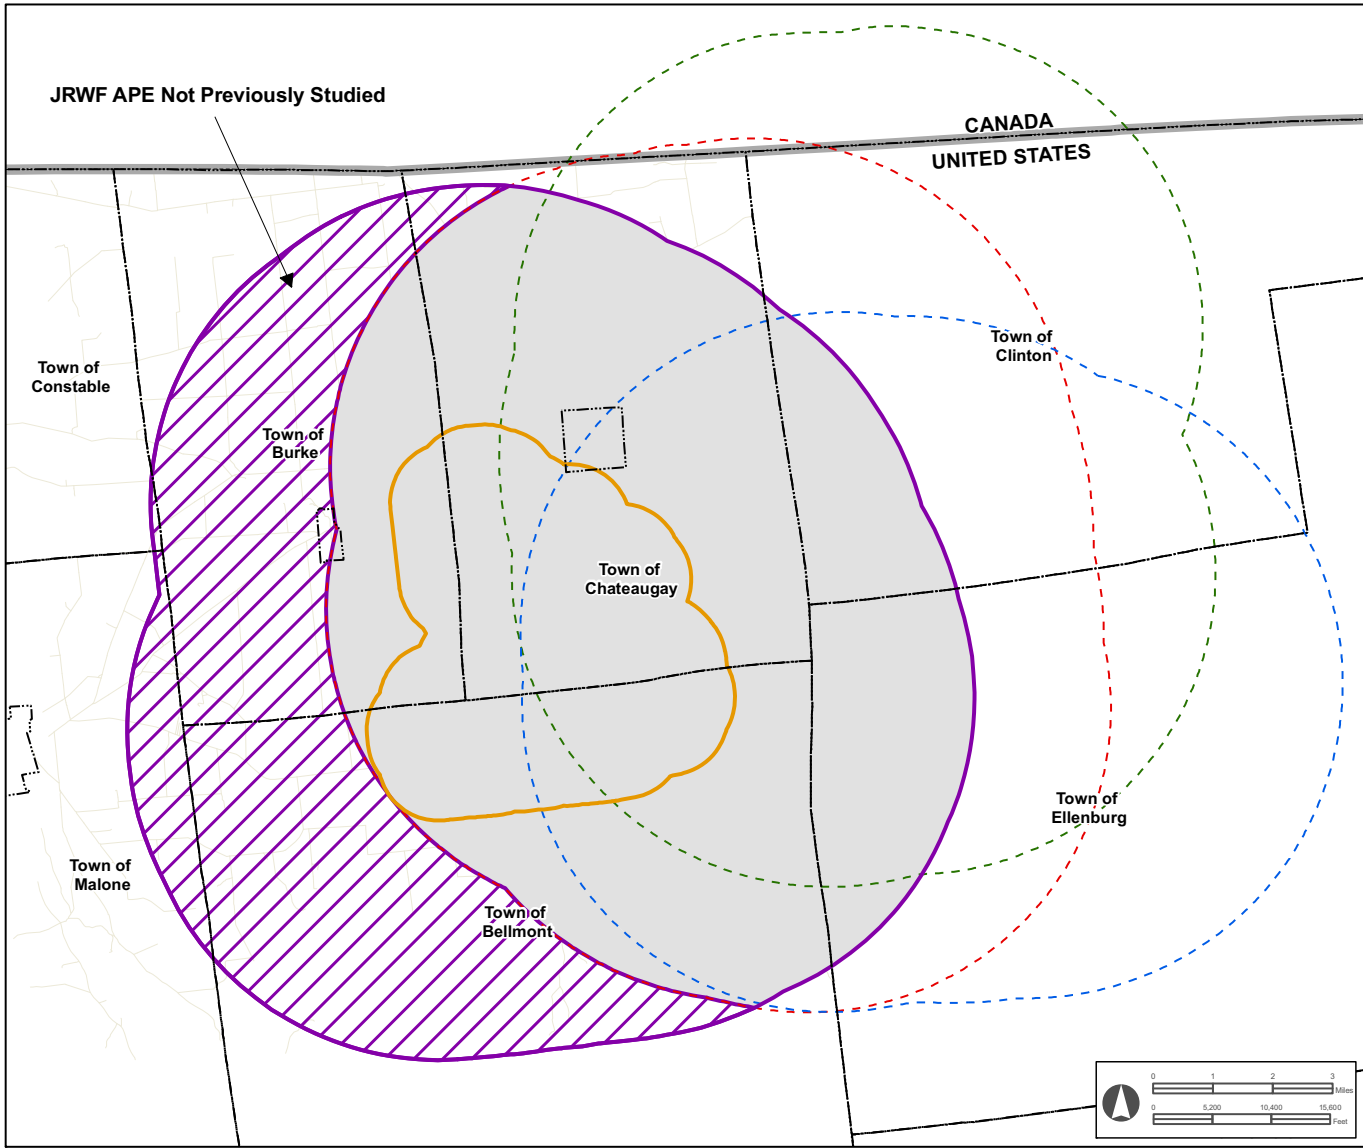 JRWF APE Not Previously Studied
CANADA
UNITED STATES
Town of
Clinton
Town of
Constable
Town of
Burke
Town of
Chateaugay
Town of
Ellenburg
Town of
Malone
Town of
Bellmont
0 1 2 3
Miles
0 5,200 10,400 15,600
Feet